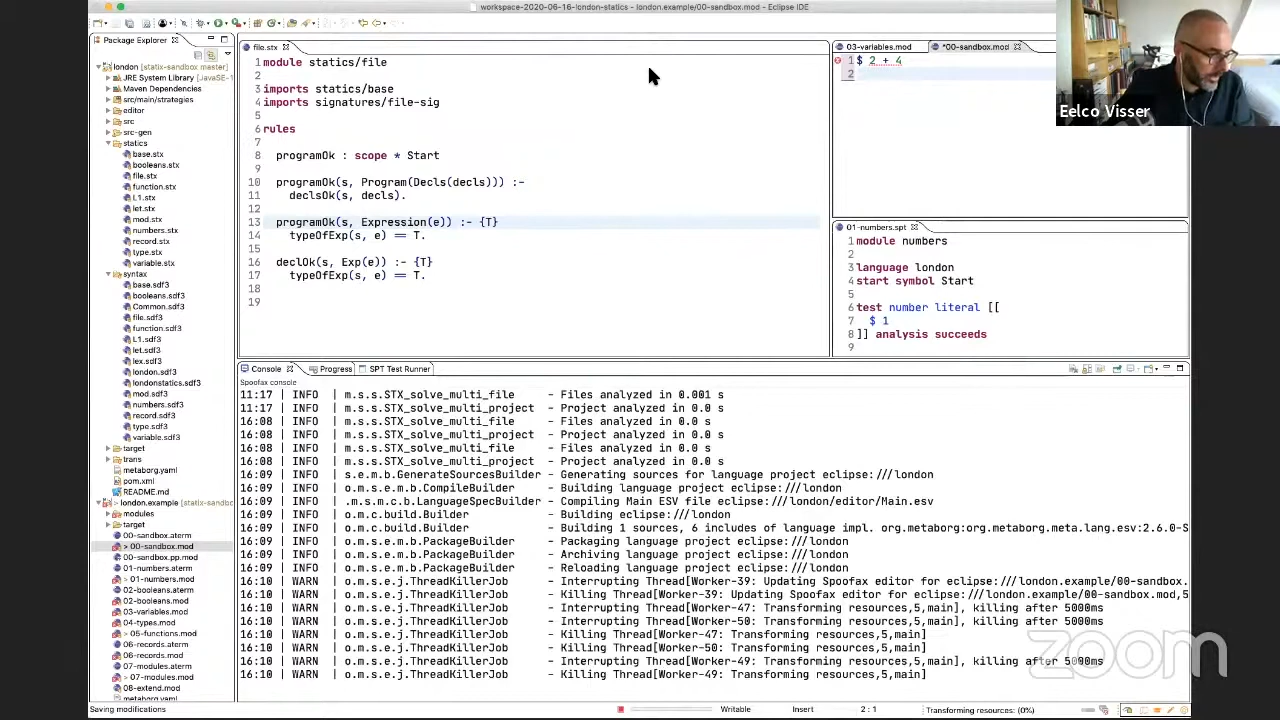 workspace-2020-06-16-london-statics - london.example/00-sandbox.mod - Eclipse IDE
Package Explorer
london [statix-sandbox mai
JRE System Library [JavaSE-1
Maven Dependencies
src/main/strategies
editor
src
src-gen
statics
base.stx
booleans.stx
file.stx
function.stx
L1.stx
let.stx
mod.stx
numbers.stx
record.stx
type.stx
variable.stx
syntax
base.sdf3
booleans.sdf3
Common.sdf3
file.sdf3
function.sdf3
L1.sdf3
let.sdf3
lex.sdf3
london.sdf3
londonstatics.sdf3
mod.sdf3
numbers.sdf3
record.sdf3
type.sdf3
variable.sdf3
target
trans
metaborg.yaml
pom.xml
README.md
> london.example [statix-sandb
modules
target
00-sandbox.aterm
> 00-sandbox.mod
00-sandbox.pp.mod
01-numbers.aterm
> 01-numbers.mod
02-booleans.aterm
02-booleans.mod
03-variables.mod
04-types.mod
> 05-functions.mod
06-records.aterm
06-records.mod
07-modules.aterm
> 07-modules.mod
08-extend.mod
metaborg.yaml
file.stx
1 module statics/file
2
3 imports statics/base
4 imports signatures/file-sig
5
6 rules
7
8 programOk : scope * Start
9
10 programOk(s, Program(Decls(decls))) :-
11 declsOk(s, decls).
12
13 programOk(s, Expression(e)) :- {T}
14 typeOfExp(s, e) == T.
15
16 declOk(s, Exp(e)) :- {T}
17 typeOfExp(s, e) == T.
18
19
03-variables.mod *00-sandbox.mod
1 $ 2 + 4
2
01-numbers.spt
1 module numbers
2
3 language london
4 start symbol Start
5
6 test number literal [[
7 $ 1
8 ]] analysis succeeds
9
Eelco Visser
Console Progress SPT Test Runner
Spoofax console
11:17 | INFO | m.s.s.STX_solve_multi_file - Files analyzed in 0.001 s
11:17 | INFO | m.s.s.STX_solve_multi_project - Project analyzed in 0.0 s
16:08 | INFO | m.s.s.STX_solve_multi_file - Files analyzed in 0.0 s
16:08 | INFO | m.s.s.STX_solve_multi_project - Project analyzed in 0.0 s
16:08 | INFO | m.s.s.STX_solve_multi_file - Files analyzed in 0.0 s
16:08 | INFO | m.s.s.STX_solve_multi_project - Project analyzed in 0.0 s
16:09 | INFO | s.e.m.b.GenerateSourcesBuilder - Generating sources for language project eclipse:///london
16:09 | INFO | o.m.s.e.m.b.CompileBuilder - Building language project eclipse:///london
16:09 | INFO | .m.s.m.c.b.LanguageSpecBuilder - Compiling Main ESV file eclipse:///london/editor/Main.esv
16:09 | INFO | o.m.c.build.Builder - Building eclipse:///london
16:09 | INFO | o.m.c.build.Builder - Building 1 sources, 6 includes of language impl. org.metaborg:org.metaborg.meta.lang.esv:2.6.0-S
16:09 | INFO | o.m.s.e.m.b.PackageBuilder - Packaging language project eclipse:///london
16:09 | INFO | o.m.s.e.m.b.PackageBuilder - Archiving language project eclipse:///london
16:09 | INFO | o.m.s.e.m.b.PackageBuilder - Reloading language project eclipse:///london
16:10 | WARN | o.m.s.e.j.ThreadKillerJob - Interrupting Thread[Worker-39: Updating Spoofax editor for eclipse:///london.example/00-sandbox.
16:10 | WARN | o.m.s.e.j.ThreadKillerJob - Killing Thread[Worker-39: Updating Spoofax editor for eclipse:///london.example/00-sandbox.mod,5
16:10 | WARN | o.m.s.e.j.ThreadKillerJob - Interrupting Thread[Worker-47: Transforming resources,5,main], killing after 5000ms
16:10 | WARN | o.m.s.e.j.ThreadKillerJob - Interrupting Thread[Worker-50: Transforming resources,5,main], killing after 5000ms
16:10 | WARN | o.m.s.e.j.ThreadKillerJob - Killing Thread[Worker-47: Transforming resources,5,main]
16:10 | WARN | o.m.s.e.j.ThreadKillerJob - Killing Thread[Worker-50: Transforming resources,5,main]
16:10 | WARN | o.m.s.e.j.ThreadKillerJob - Interrupting Thread[Worker-49: Transforming resources,5,main], killing after 5000ms
16:10 | WARN | o.m.s.e.j.ThreadKillerJob - Killing Thread[Worker-49: Transforming resources,5,main]
zoom
Saving modifications Writable Insert 2 : 1 Transforming resources: (0%)